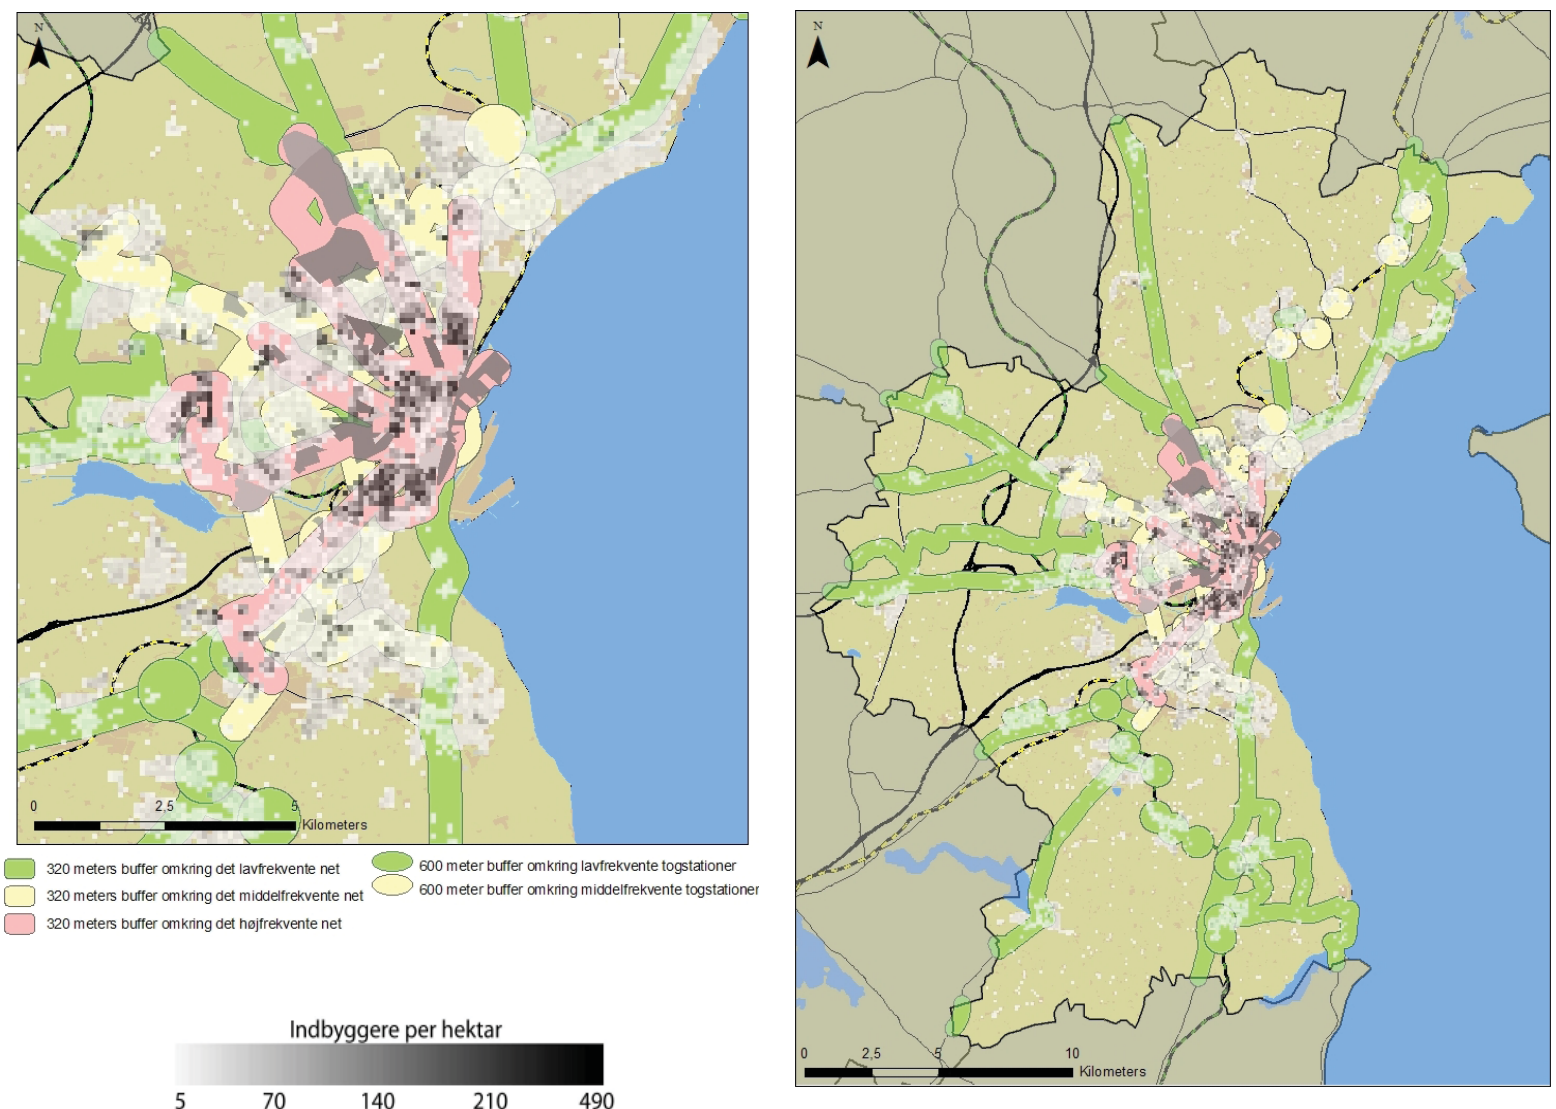 N
0 2,5 5
Kilometers
320 meters buffer omkring det lavfrekvente net
320 meters buffer omkring det middelfrekvente net
320 meters buffer omkring det højfrekvente net
600 meter buffer omkring lavfrekvente togstationer
600 meter buffer omkring middelfrekvente togstationer
Indbyggere per hektar
5 70 140 210 490
N
0 2,5 5 10
Kilometers